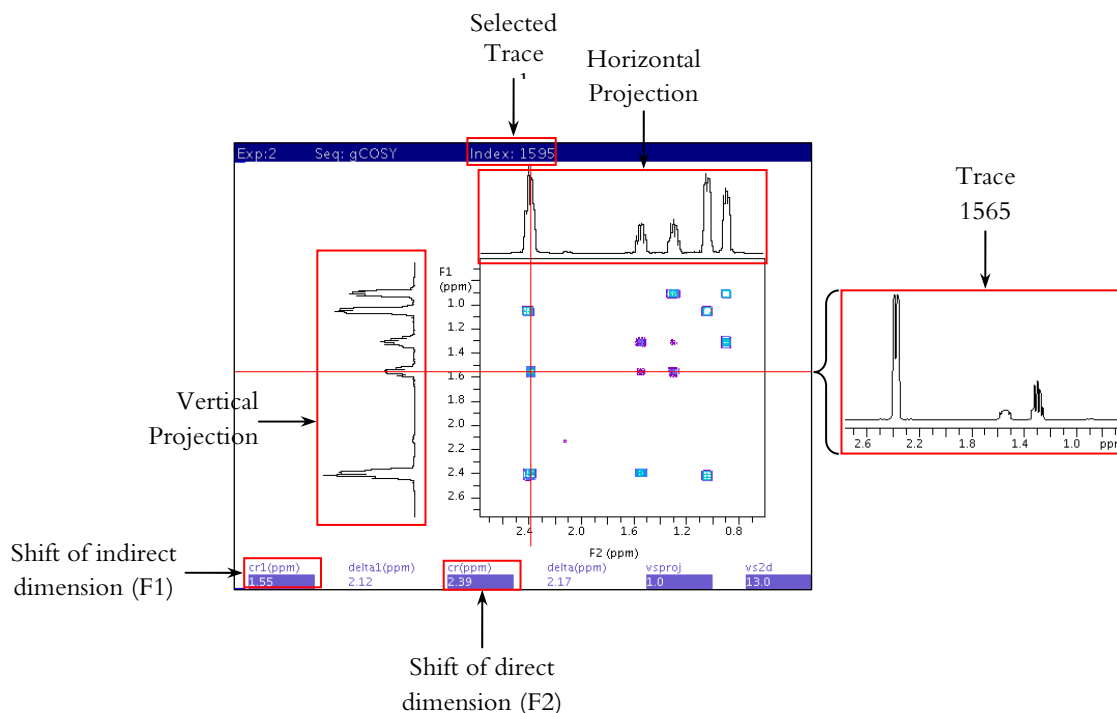 Selected
Trace
Horizontal
Projection
Exp:2 Seq: gCOSY Index: 1595
Trace
1565
F1
(ppm)
1.0
1.2
1.4
1.6
1.8
2.0
2.2
2.4
2.6
Vertical
Projection
2.6 2.2 1.8 1.4 1.0 ppm
2.4 2.0 1.6 1.2 0.8
F2 (ppm)
Shift of indirect
dimension (F1)
cr1(ppm) delta1(ppm) cr(ppm) delta(ppm) vsproj vs2d
1.55 2.12 2.39 2.17 1.0 13.0
Shift of direct
dimension (F2)